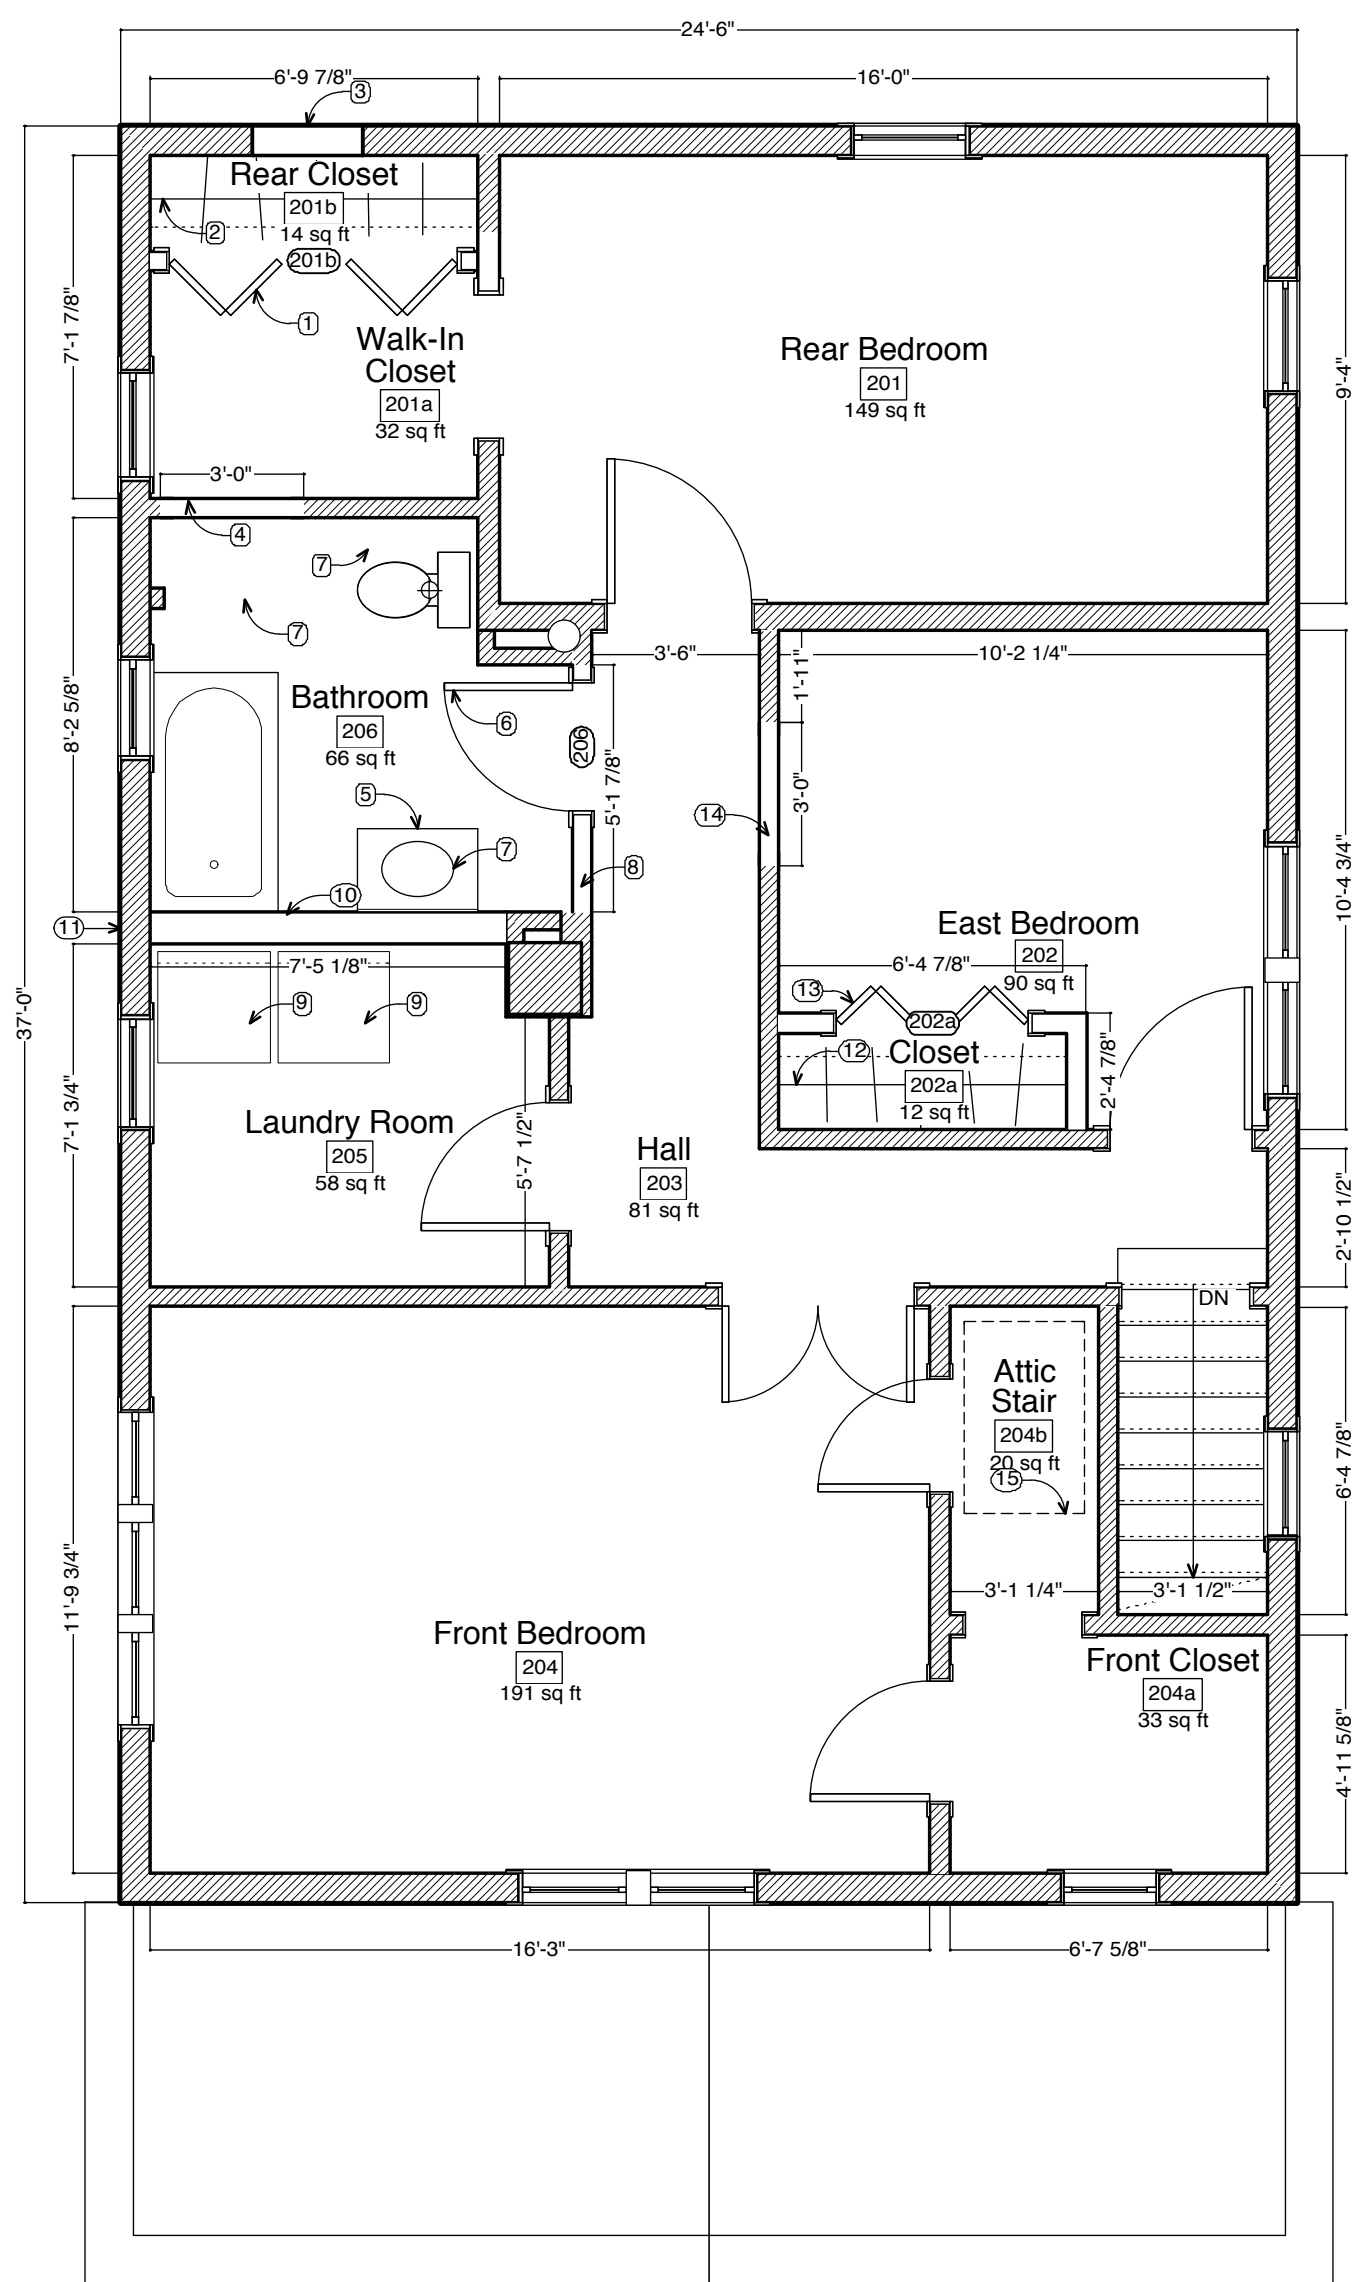 24'-6"
6'-9 7/8"
16'-0"
3
Rear Closet
201b
14 sq ft
2
201b
1
7'-1 7/8"
Walk-In
Closet
201a
32 sq ft
Rear Bedroom
201
149 sq ft
9'-4"
3'-0"
4
7
7
3'-6"
10'-2 1/4"
1'-11"
8'-2 5/8"
Bathroom
206
66 sq ft
6
206
5'-1 7/8"
3'-0"
5
14
7
8
10
11
10'-4 3/4"
East Bedroom
202
90 sq ft
6'-4 7/8"
7'-5 1/8"
13
9
9
202a
37'-0"
12
Closet
202a
12 sq ft
2'-4 7/8"
7'-1 3/4"
Laundry Room
205
58 sq ft
5'-7 1/2"
Hall
203
81 sq ft
2'-10 1/2"
DN
Attic
Stair
204b
20 sq ft
15
6'-4 7/8"
11'-9 3/4"
3'-1 1/4"
3'-1 1/2"
Front Bedroom
204
191 sq ft
Front Closet
204a
33 sq ft
4'-11 5/8"
16'-3"
6'-7 5/8"